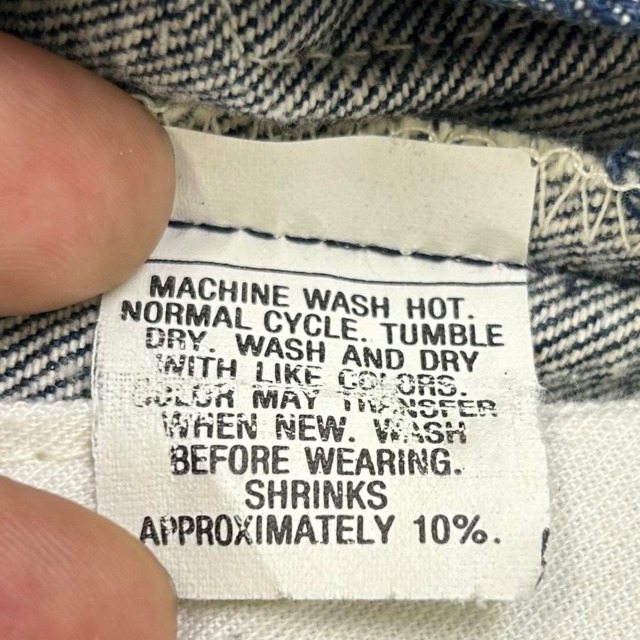 MACHINE WASH HOT.
NORMAL CYCLE. TUMBLE
DRY. WASH AND DRY
WITH LIKE COLORS.
COLOR MAY TRANSFER
WHEN NEW. WASH
BEFORE WEARING.
SHRINKS
APPROXIMATELY 10%.